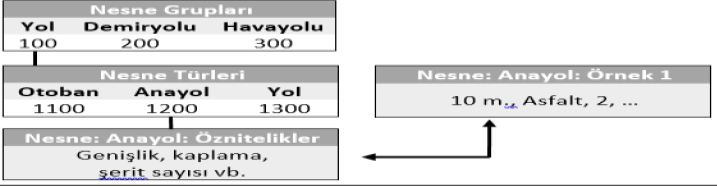 Nesne Grupları
Yol Demiryolu Havayolu
100 200 300
Nesne Türleri
Otoban Anayol Yol
1100 1200 1300
Nesne: Anayol: Öznitelikler
Genişlik, kaplama,
şerit sayısı vb.
Nesne: Anayol: Örnek 1
10 m., Asfalt, 2, ...